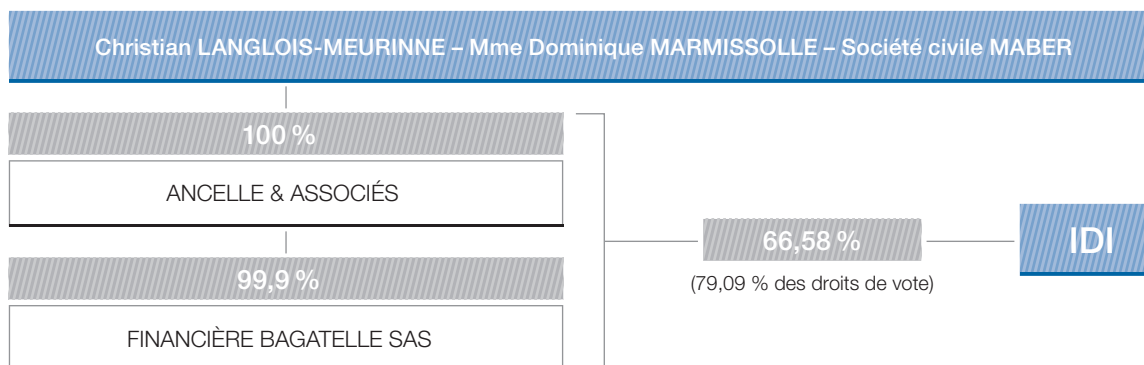 Christian LANGLOIS-MEURINNE – Mme Dominique MARMISSOLLE – Société civile MABER
100 %
ANCELLE & ASSOCIÉS
99,9 %
FINANCIÈRE BAGATELLE SAS
66,58 %
(79,09 % des droits de vote)
IDI